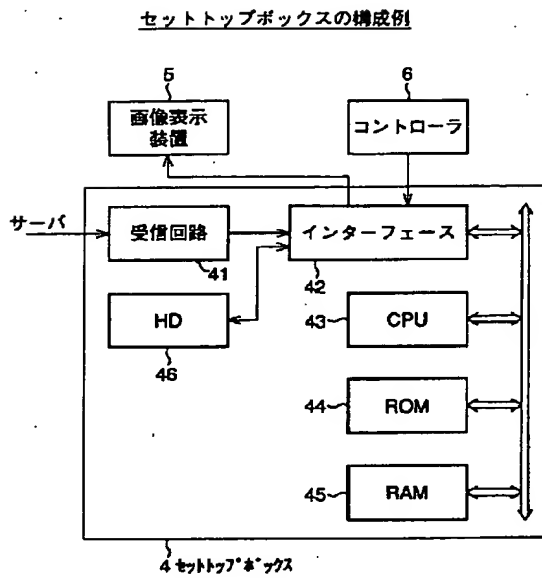 セットトップボックスの構成例
5
6
画像表示
装置
コントローラ
サーバ
受信回路
インターフェース
41
42
HD
46
43
CPU
44
ROM
45
RAM
4 セットトップボックス